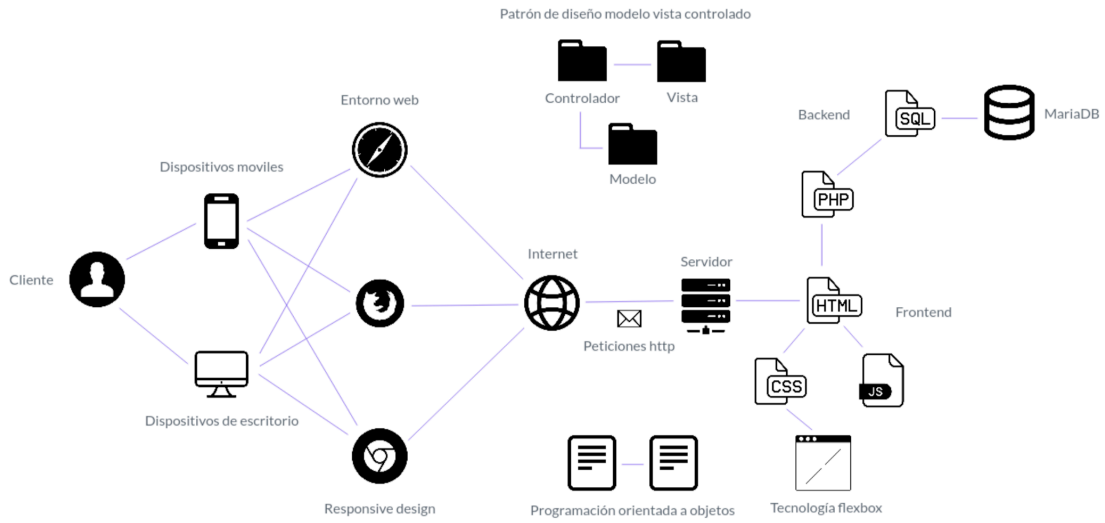 Patrón de diseño modelo vista controlado
Controlador
Vista
Modelo
Entorno web
Dispositivos moviles
Cliente
Dispositivos de escritorio
Responsive design
Internet
Peticiones http
Servidor
Backend
SQL
MariaDB
PHP
HTML
Frontend
CSS
JS
Programación orientada a objetos
Tecnología flexbox